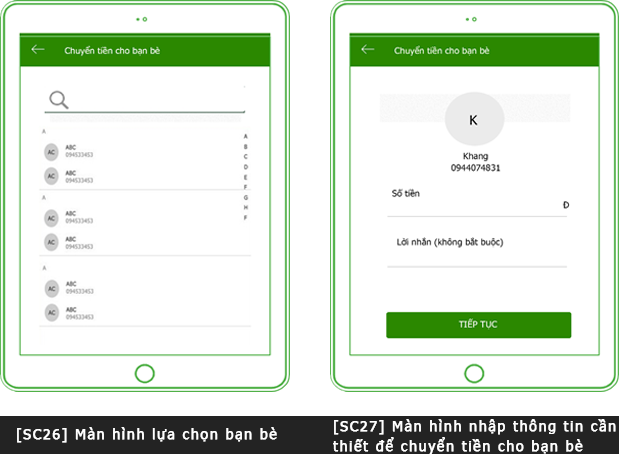 Chuyển tiền cho bạn bè
A
ABC
094533453
AC
ABC
094533453
AC
A
ABC
094533453
AC
ABC
094533453
AC
A
ABC
094533453
AC
ABC
094533453
AC
A
B
C
D
E
F
G
H
F
[SC26] Màn hình lựa chọn bạn bè
Chuyển tiền cho bạn bè
K
Khang
0944074831
Số tiền
Đ
Lời nhắn (không bắt buộc)
TIẾP TỤC
[SC27] Màn hình nhập thông tin cần
thiết để chuyển tiền cho bạn bè